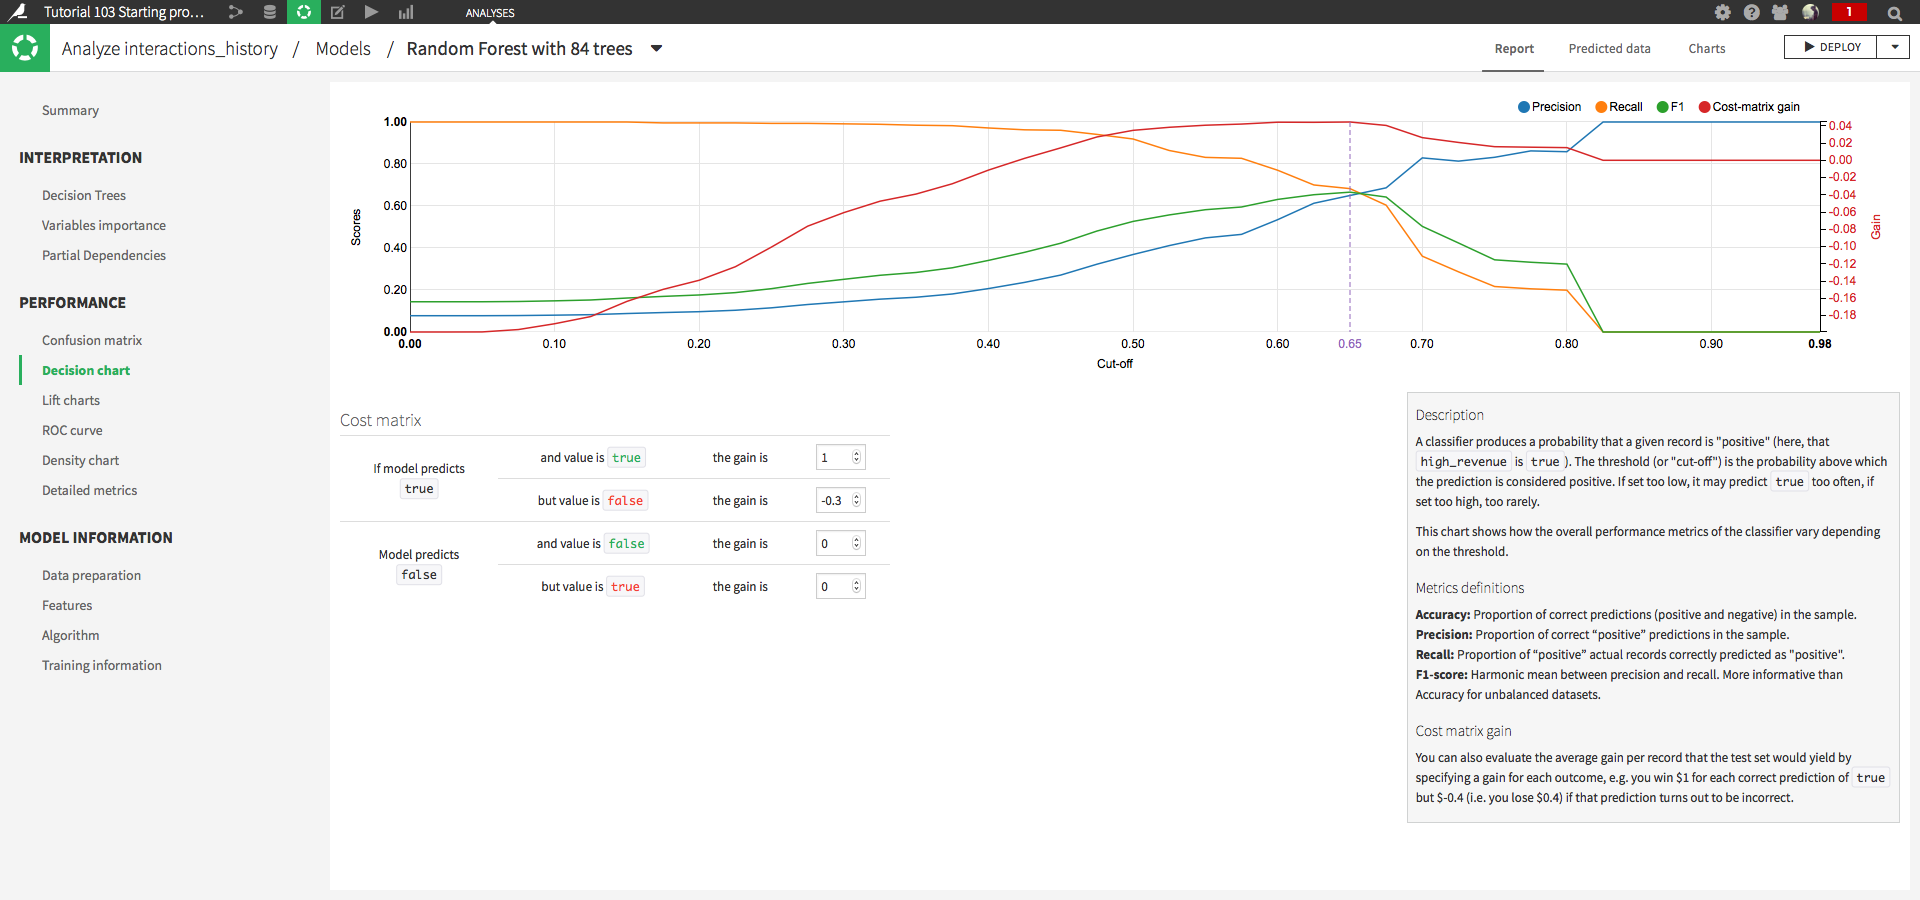 Tutorial 103 Starting pro...
ANALYSES
1
Analyze interactions_history / Models / Random Forest with 84 trees
Report
Predicted data
Charts
DEPLOY
Summary
INTERPRETATION
Decision Trees
Variables importance
Partial Dependencies
PERFORMANCE
Confusion matrix
Decision chart
Lift charts
ROC curve
Density chart
Detailed metrics
MODEL INFORMATION
Data preparation
Features
Algorithm
Training information
Precision Recall F1 Cost-matrix gain
Scores
1.00
0.80
0.60
0.40
0.20
0.00
0.04
0.02
0.00
-0.02
-0.04
-0.06
-0.08
-0.10
-0.12
-0.14
-0.16
-0.18
Gain
0.00 0.10 0.20 0.30 0.40 0.50 0.60 0.65 0.70 0.80 0.90 0.98
Cut-off
Cost matrix
If model predicts
true
and value is true the gain is 1
but value is false the gain is -0.3
Model predicts
false
and value is false the gain is 0
but value is true the gain is 0
Description
A classifier produces a probability that a given record is "positive" (here, that
high_revenue is true ). The threshold (or "cut-off") is the probability above which
the prediction is considered positive. If set too low, it may predict true too often, if
set too high, too rarely.
This chart shows how the overall performance metrics of the classifier vary depending
on the threshold.
Metrics definitions
Accuracy: Proportion of correct predictions (positive and negative) in the sample.
Precision: Proportion of correct “positive” predictions in the sample.
Recall: Proportion of “positive” actual records correctly predicted as "positive".
F1-score: Harmonic mean between precision and recall. More informative than
Accuracy for unbalanced datasets.
Cost matrix gain
You can also evaluate the average gain per record that the test set would yield by
specifying a gain for each outcome, e.g. you win $1 for each correct prediction of true
but $-0.4 (i.e. you lose $0.4) if that prediction turns out to be incorrect.